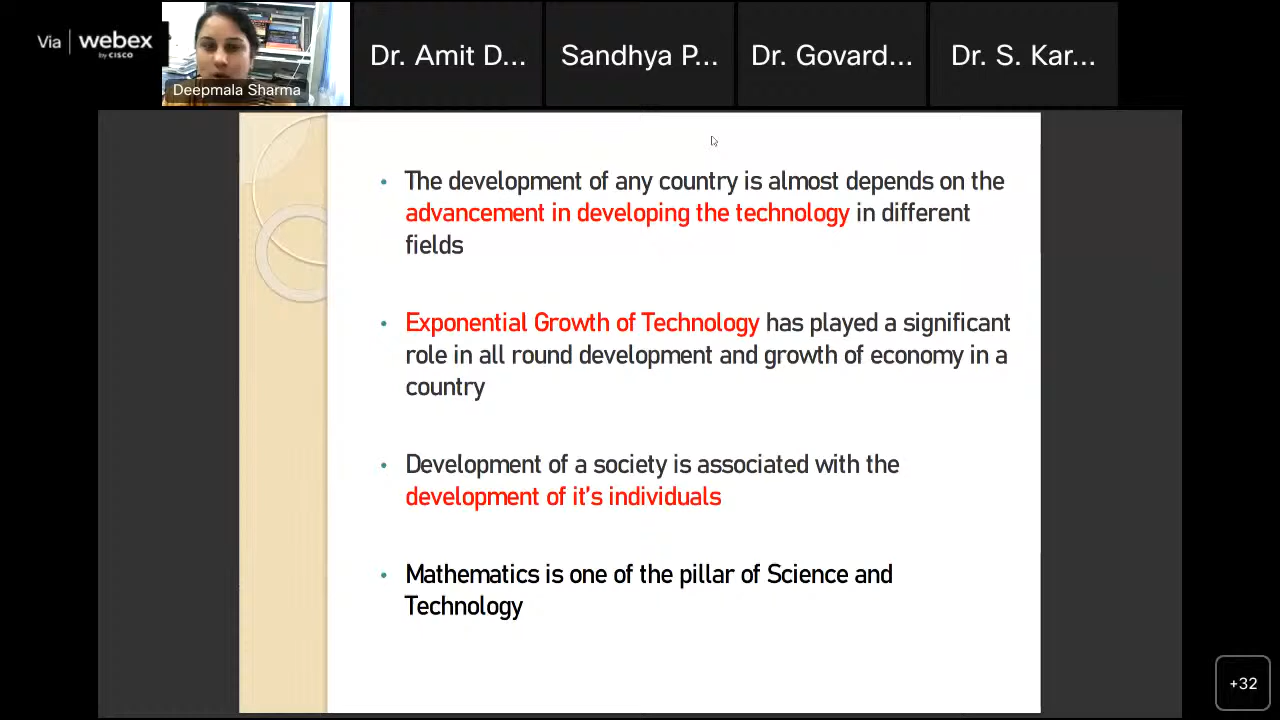 Via webex
by CISCO
Deepmala Sharma
Dr. Amit D...
Sandhya P...
Dr. Govard...
Dr. S. Kar...
• The development of any country is almost depends on the
advancement in developing the technology in different
fields
• Exponential Growth of Technology has played a significant
role in all round development and growth of economy in a
country
• Development of a society is associated with the
development of it's individuals
• Mathematics is one of the pillar of Science and
Technology
+32